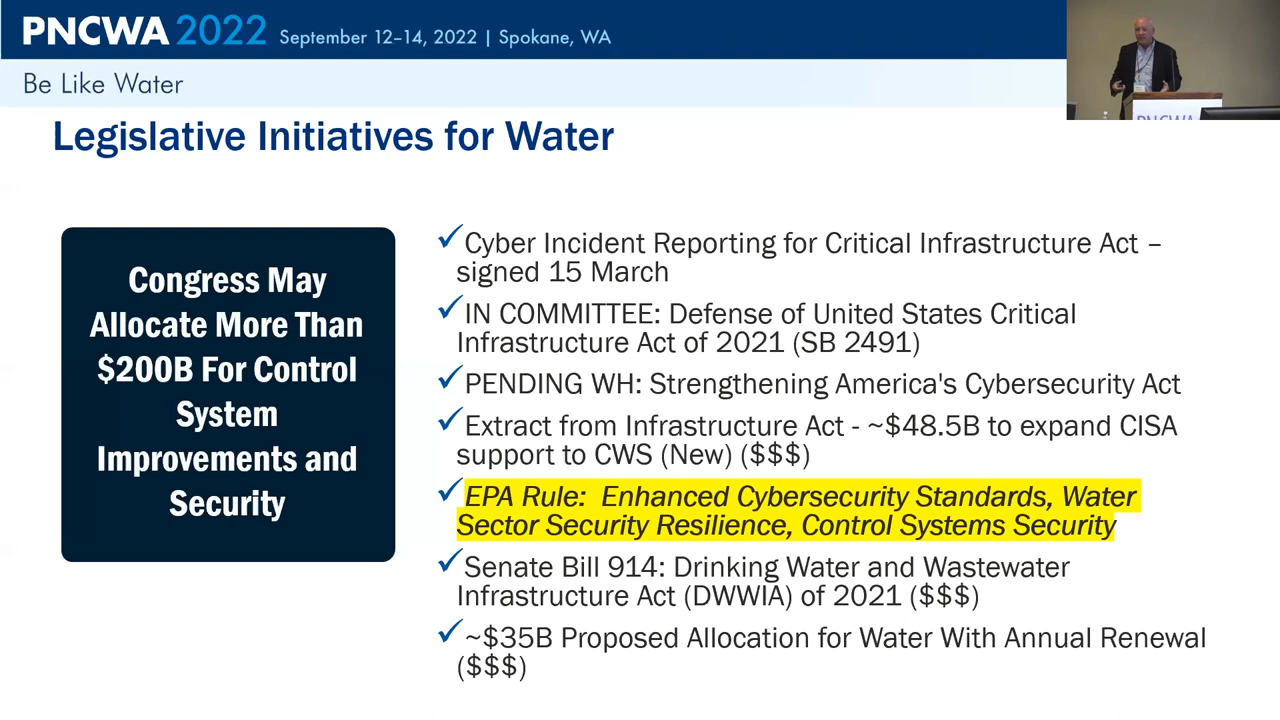 PNCWA 2022 September 12–14, 2022 | Spokane, WA
Be Like Water
PNCWA
Legislative Initiatives for Water
Congress May
Allocate More Than
$200B For Control
System
Improvements and
Security
✓Cyber Incident Reporting for Critical Infrastructure Act –
signed 15 March
✓IN COMMITTEE: Defense of United States Critical
Infrastructure Act of 2021 (SB 2491)
✓PENDING WH: Strengthening America's Cybersecurity Act
✓Extract from Infrastructure Act - ~$48.5B to expand CISA
support to CWS (New) ($$$)
✓EPA Rule: Enhanced Cybersecurity Standards, Water
Sector Security Resilience, Control Systems Security
✓Senate Bill 914: Drinking Water and Wastewater
Infrastructure Act (DWWIA) of 2021 ($$$)
✓~$35B Proposed Allocation for Water With Annual Renewal
($$$)